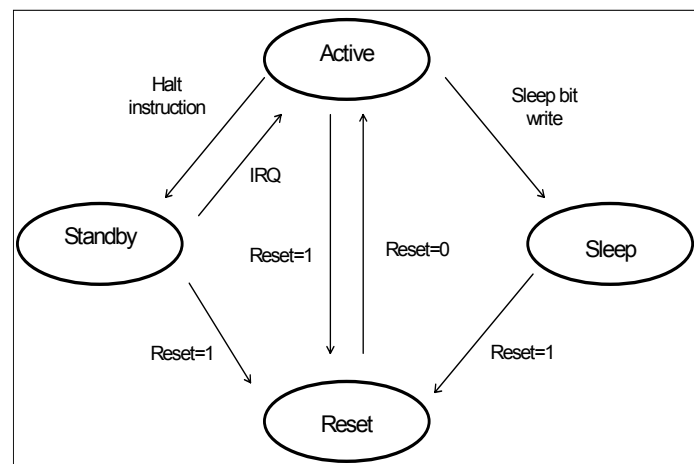 Active
Halt
instruction
Sleep bit
write
IRQ
Standby
Reset=1
Reset=0
Sleep
Reset=1
Reset=1
Reset